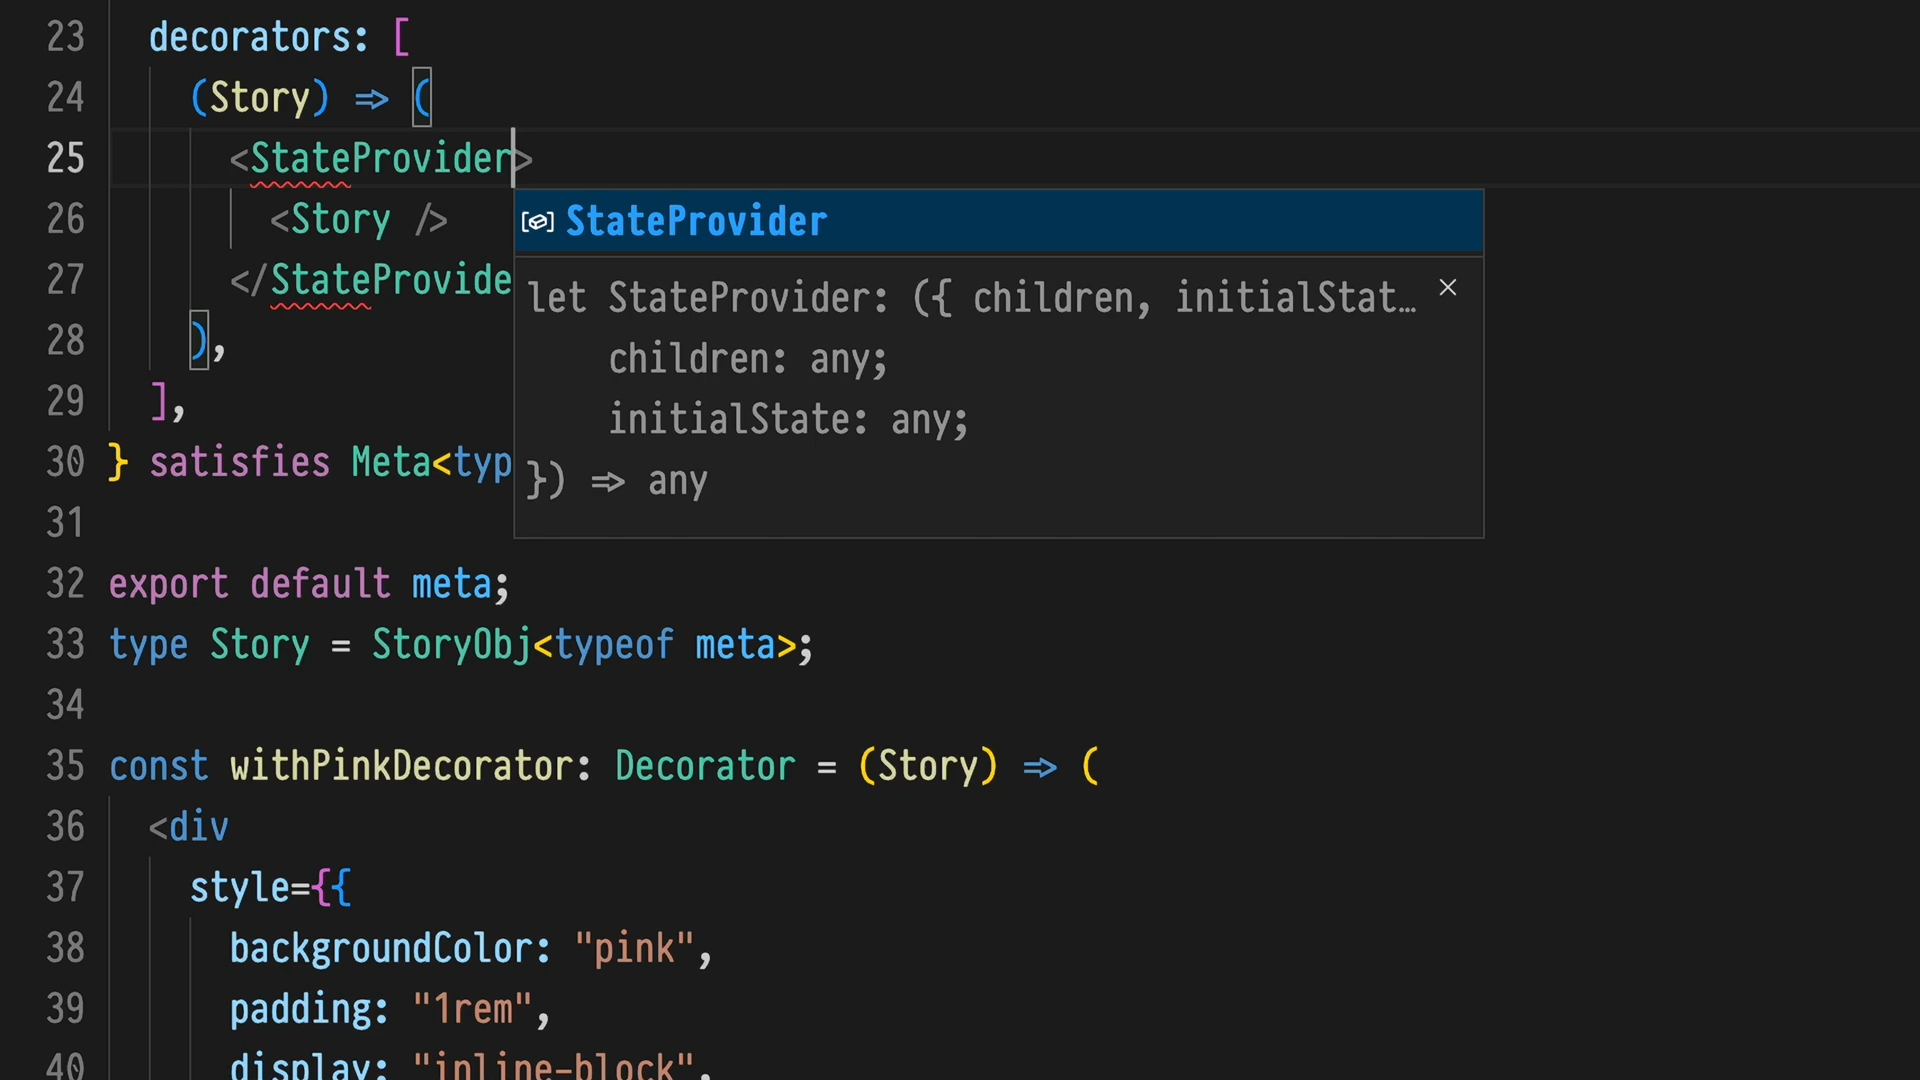 23 decorators: [
24 (Story) => (
25 <StateProvider>
26 <Story />
27 </StateProvide
28 ),
29 ],
30 } satisfies Meta<typ
31
32 export default meta;
33 type Story = StoryObj<typeof meta>;
34
35 const withPinkDecorator: Decorator = (Story) => (
36 <div
37 style={{
38 backgroundColor: "pink",
39 padding: "1rem",
40 display: "inline-block",
StateProvider
let StateProvider: ({ children, initialStat…
children: any;
initialState: any;
}) => any